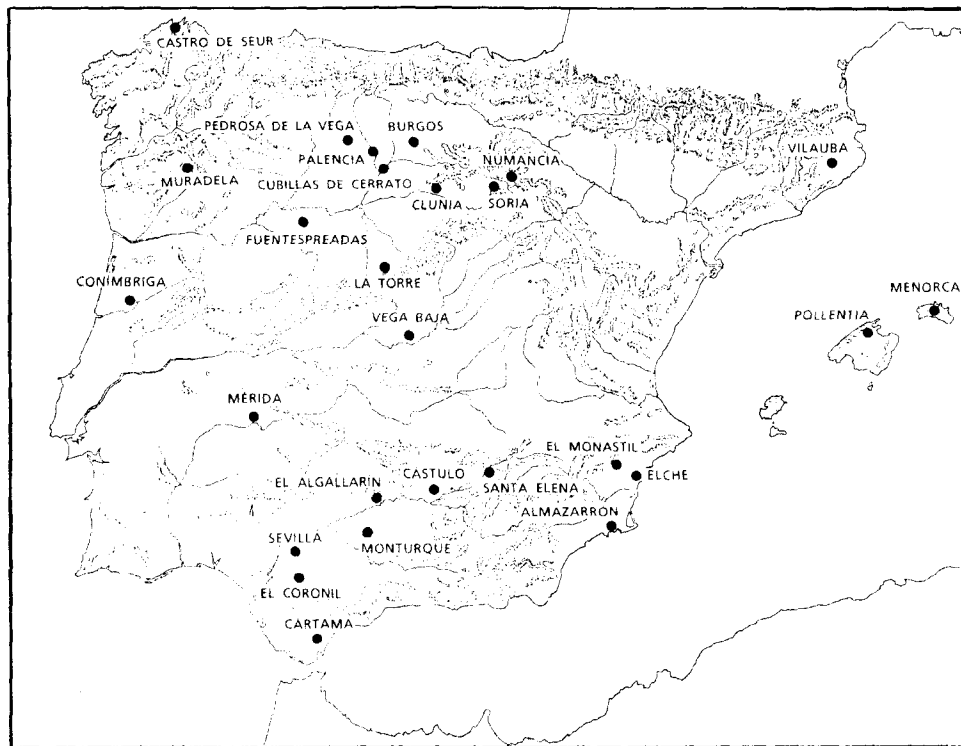 CASTRO DE SEUR
PEDROSA DE LA VEGA
BURGOS
PALENCIA
NUMANCIA
VILAUBA
MURADELA
CUBILLAS DE CERRATO
CLUNIA
SORIA
FUENTESPREADAS
CONIMBRIGA
LA TORRE
MENORCA
VEGA BAJA
POLLENTIA
MÉRIDA
EL MONASTIL
EL ALGALLARIN
CASTULO
SANTA ELENA
ELCHE
ALMAZARRÓN
SEVILLA
MONTURQUE
EL CORONIL
CARTAMA